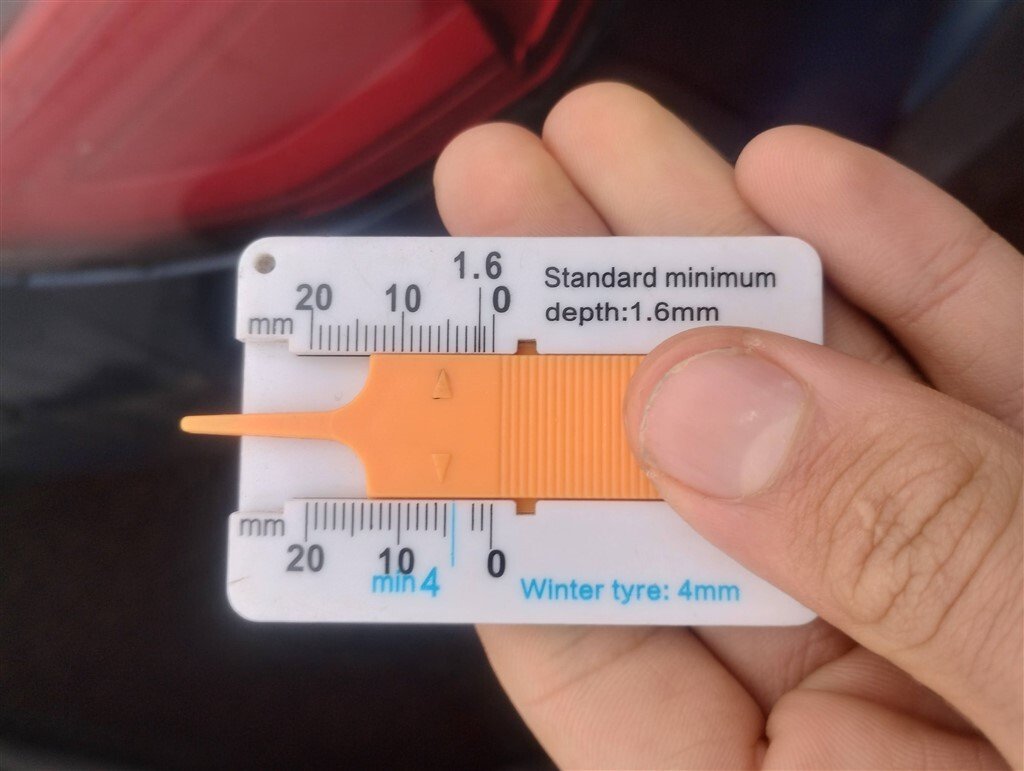 1.6
20 10 0
mm
Standard minimum
depth:1.6mm
mm
20 10 0
min 4
Winter tyre: 4mm